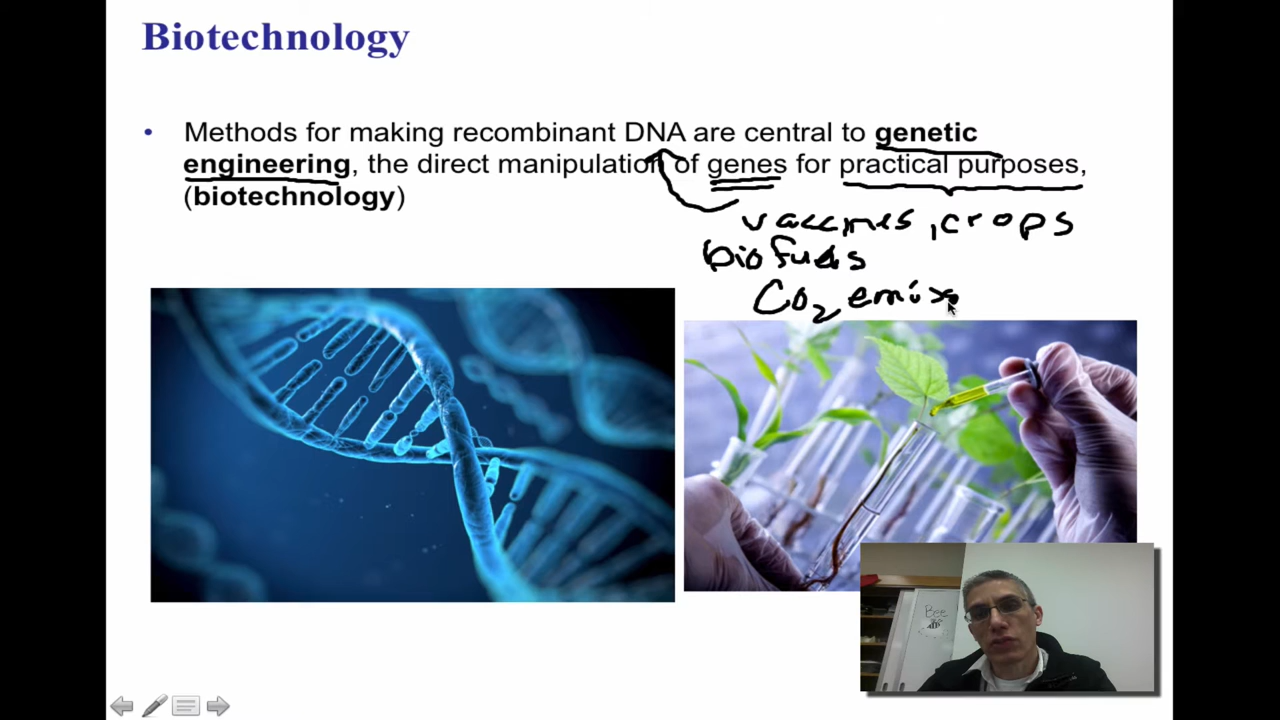 Biotechnology
• Methods for making recombinant DNA are central to genetic
engineering, the direct manipulation of genes for practical purposes,
(biotechnology)
vaccines, crops
biofuels
CO2
Bee